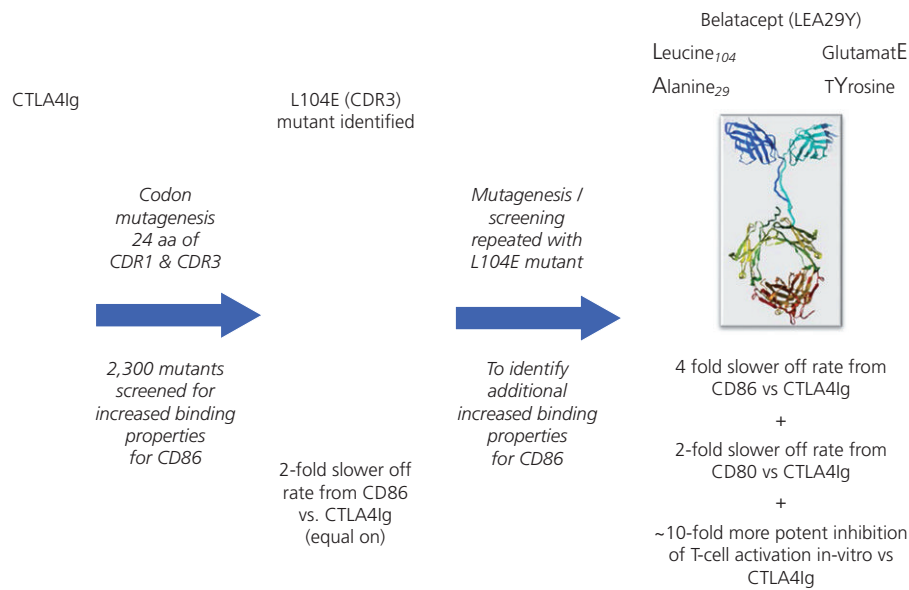 CTLA4Ig
Codon
mutagenesis
24 aa of
CDR1 & CDR3
2,300 mutants
screened for
increased binding
properties
for CD86
L104E (CDR3)
mutant identified
2-fold slower off
rate from CD86
vs. CTLA4Ig
(equal on)
Mutagenesis /
screening
repeated with
L104E mutant
To identify
additional
increased binding
properties
for CD86
Belatacept (LEA29Y)
Leucine104 GlutamatE
Alanine29 TYrosine
4 fold slower off rate from
CD86 vs CTLA4Ig
+
2-fold slower off rate from
CD80 vs CTLA4Ig
+
~10-fold more potent inhibition
of T-cell activation in-vitro vs
CTLA4Ig